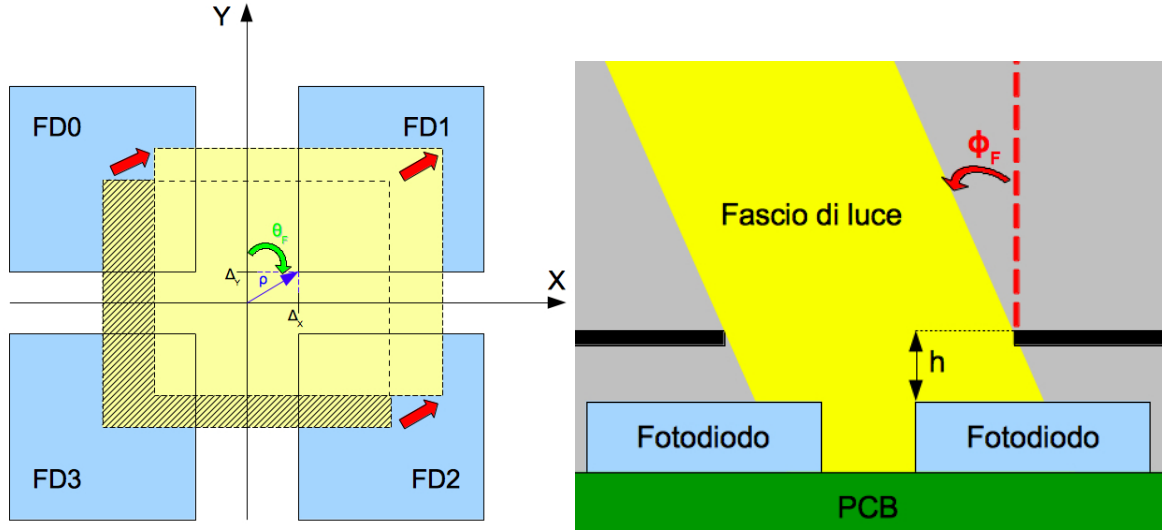 Y
FD0
FD1
θF
ΔY
ρ
X
ΔX
FD3
FD2
ΦF
Fascio di luce
h
Fotodiodo
Fotodiodo
PCB